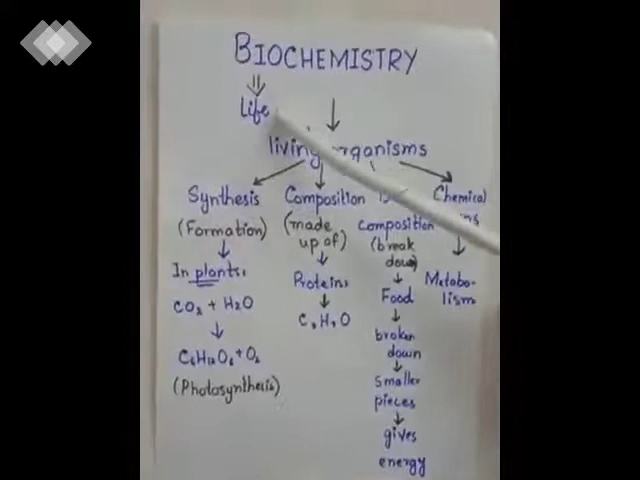 BIOCHEMISTRY
Life
living organisms
Synthesis
(Formation)
In plants,
CO2 + H2O
C6H12O6 + O2
(Photosynthesis)
Composition
(made
up of)
Proteins
C, H, O
composition
(break
down)
Food
broken
down
smaller
pieces
gives
energy
Chemical
Metabo-
lism